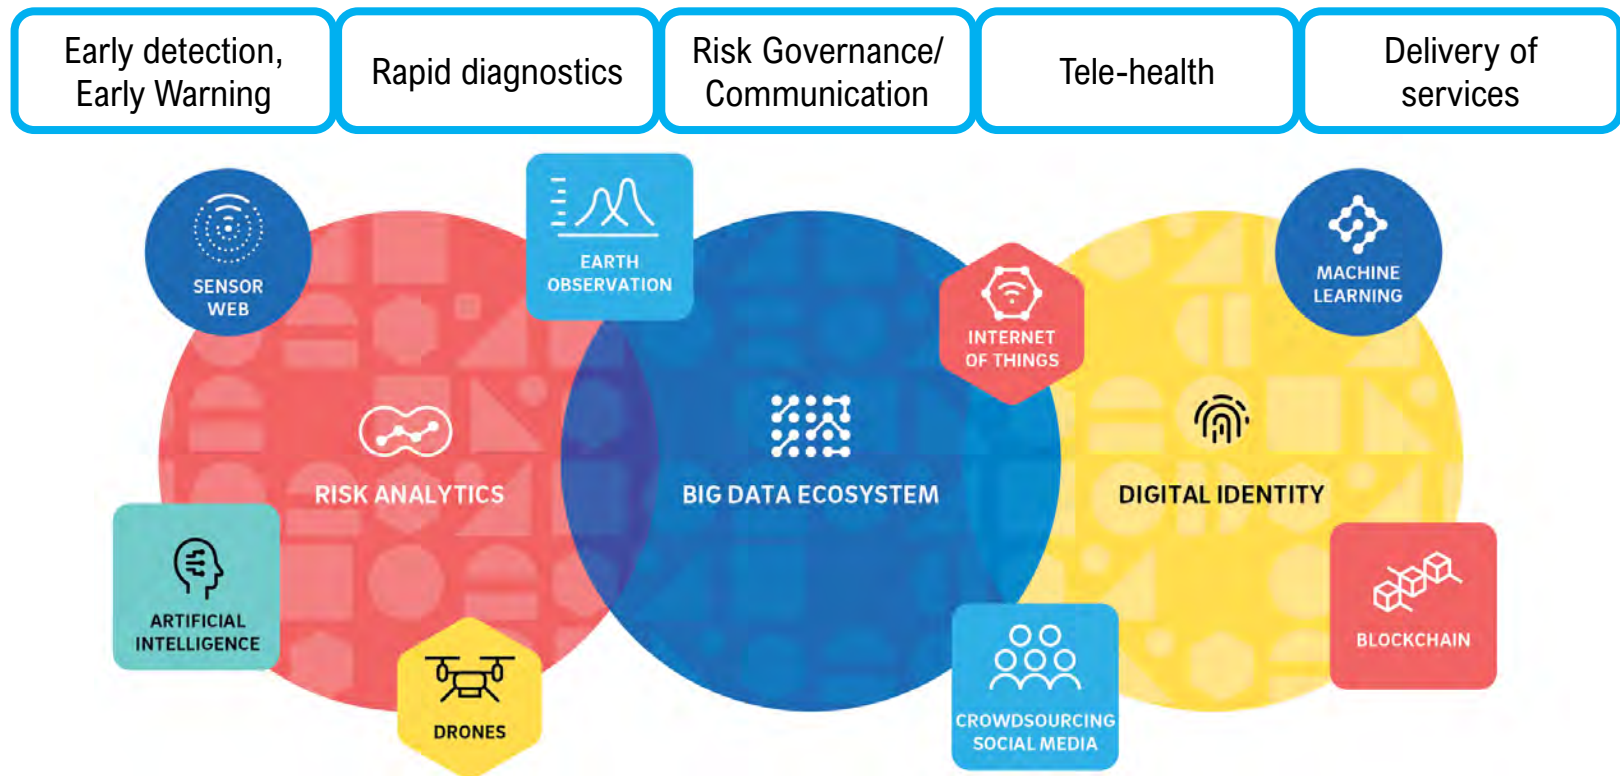 Early detection,
Early Warning
Rapid diagnostics
Risk Governance/
Communication
Tele-health
Delivery of
services
SENSOR
WEB
EARTH
OBSERVATION
INTERNET
OF THINGS
MACHINE
LEARNING
RISK ANALYTICS
BIG DATA ECOSYSTEM
DIGITAL IDENTITY
ARTIFICIAL
INTELLIGENCE
DRONES
CROWDSOURCING
SOCIAL MEDIA
BLOCKCHAIN